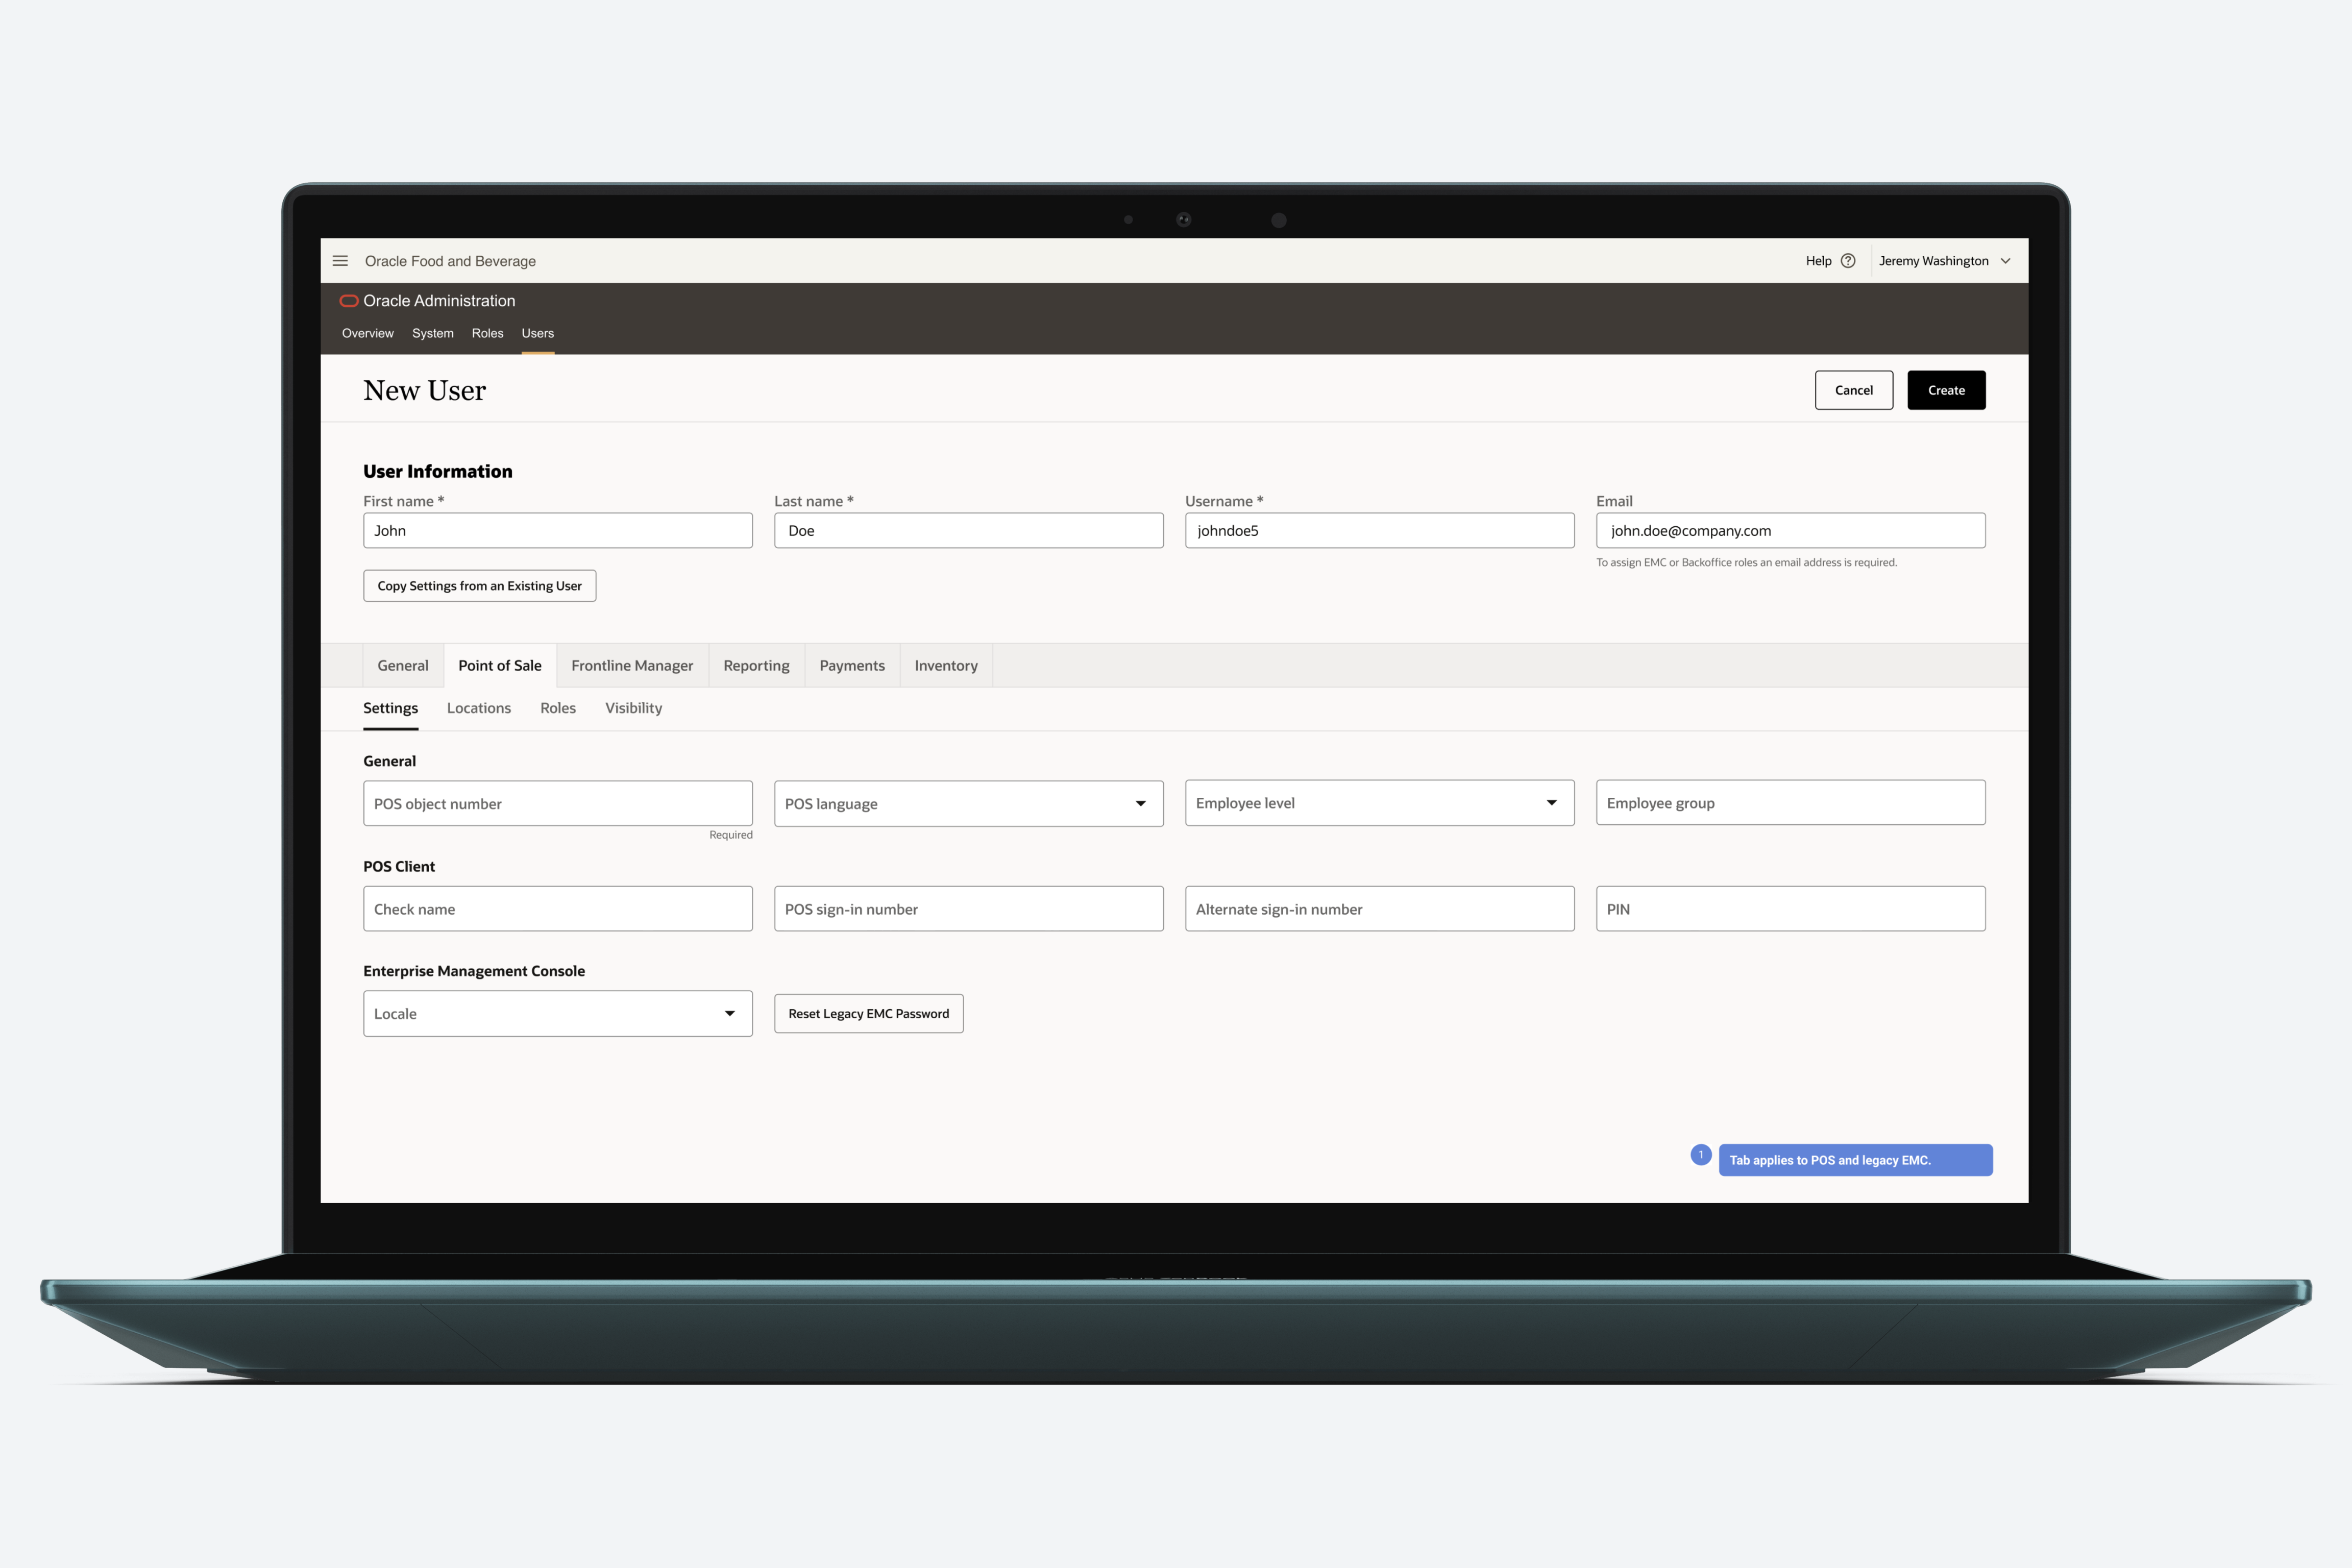 Oracle Food and Beverage
Help
Jeremy Washington
Oracle Administration
Overview System Roles Users
New User
Cancel Create
User Information
First name * Last name * Username * Email
John Doe johndoe5 john.doe@company.com
To assign EMC or Backoffice roles an email address is required.
Copy Settings from an Existing User
General Point of Sale Frontline Manager Reporting Payments Inventory
Settings Locations Roles Visibility
General
POS object number POS language Employee level Employee group
Required
POS Client
Check name POS sign-in number Alternate sign-in number PIN
Enterprise Management Console
Locale Reset Legacy EMC Password
1 Tab applies to POS and legacy EMC.